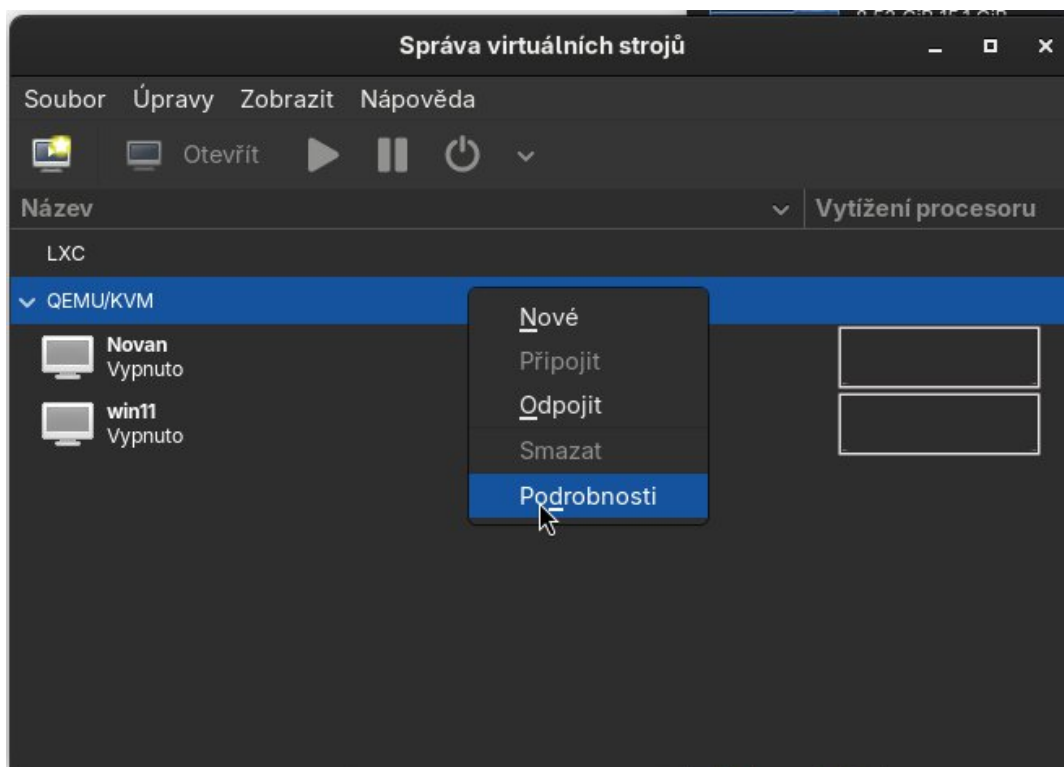 Správa virtuálních strojů
Soubor Úpravy Zobrazit Nápověda
Otevřít
Název Vytížení procesoru
LXC
QEMU/KVM
Nové
Novan
Vypnuto
Připojit
win11
Vypnuto
Odpojit
Smazat
Podrobnosti